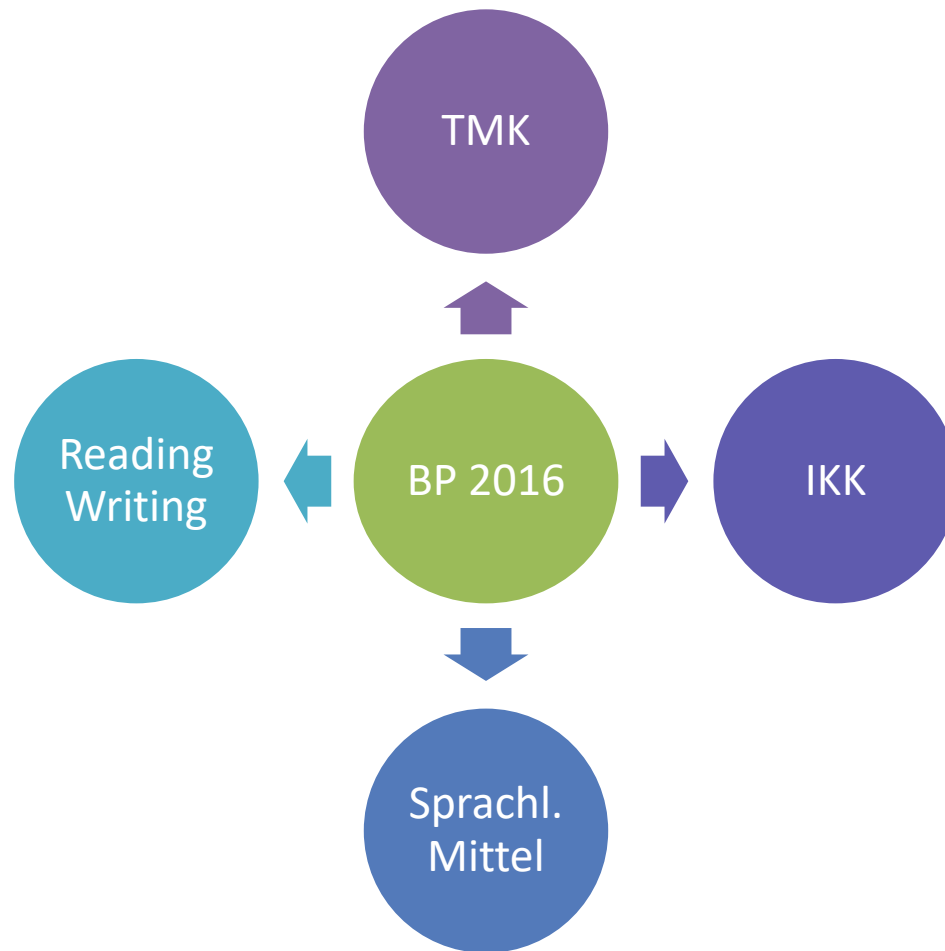 TMK
Reading
Writing
BP 2016
IKK
Sprachl.
Mittel